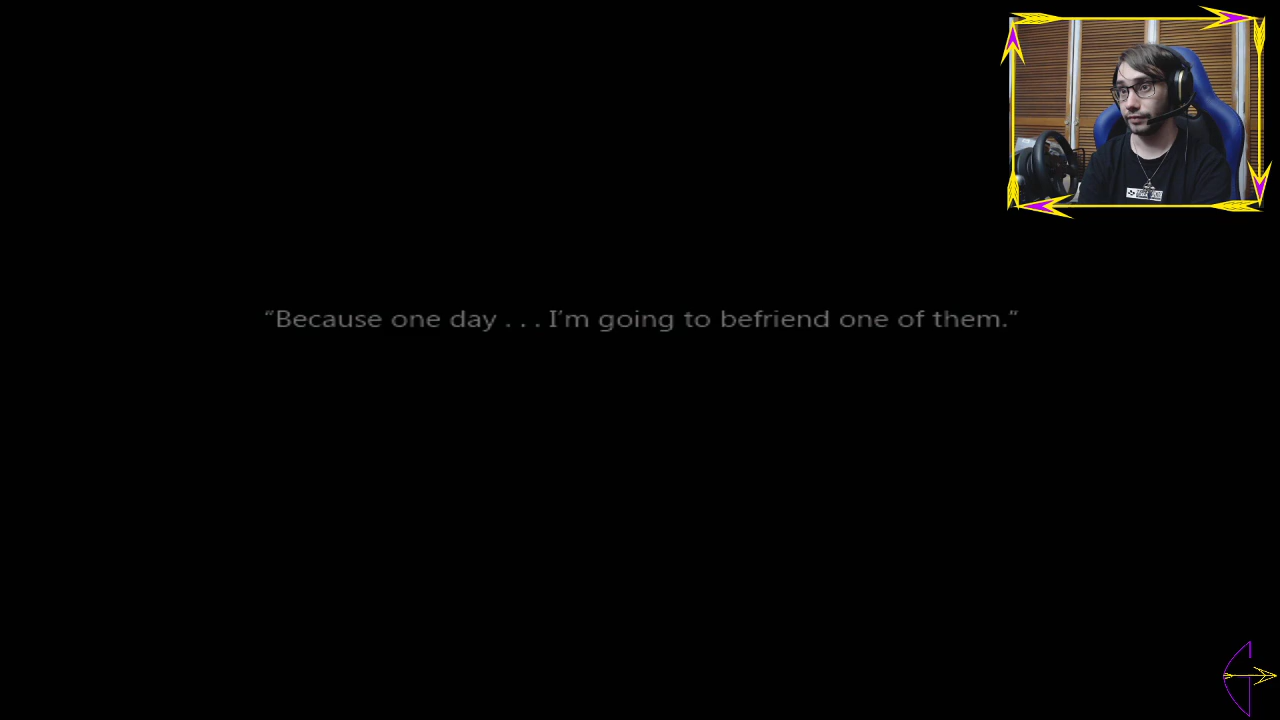 “Because one day . . . I'm going to befriend one of them.”